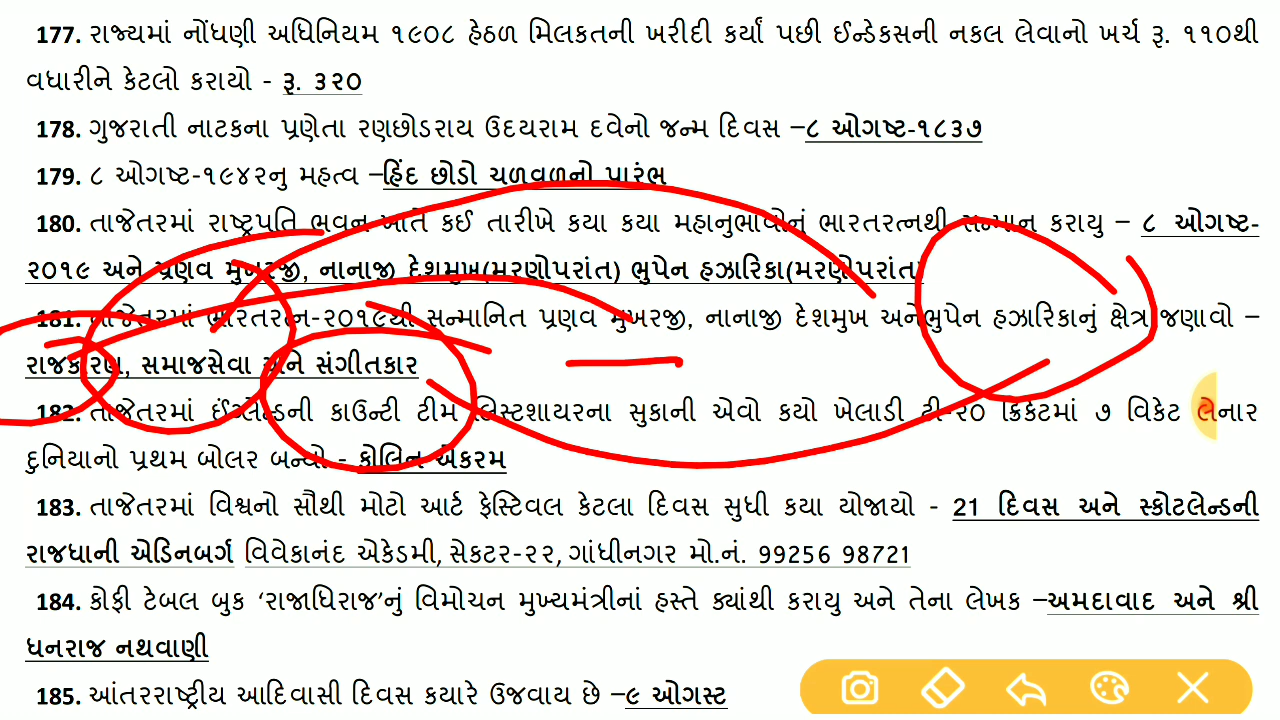 177. રાજ્યમાં નોંધણી અધિનિયમ ૧૯૦૮ હેઠળ મિલકતની ખરીદી કર્યાં પછી ઈન્ડેકસની નકલ લેવાનો ખર્ચ રૂ. ૧૧૦થી
વધારીને કેટલો કરાયો - રૂ. ૩૨૦
178. ગુજરાતી નાટકના પ્રણેતા રણછોડરાય ઉદયરામ દવેનો જન્મ દિવસ –૮ ઓગષ્ટ-૧૮૩૭
179. ૮ ઓગષ્ટ-૧૯૪૨નુ મહત્વ –હિંદ છોડો ચળવળનો પારંભ
180. તાજેતરમાં રાષ્ટ્રપતિ ભવન ખાતે કઈ તારીખે કયા કયા મહાનુભાવોનું ભારતરત્નથી સન્માન કરાયુ – ૮ ઓગષ્ટ-
૨૦૧૯ અને પ્રણવ મુખરજી, નાનાજી દેશમુખ(મરણોપરાંત) ભુપેન હઝારિકા(મરણોપરાંત)
181. તાજેતરમાં ભારતરત્ન-૨૦૧૯થી સન્માનિત પ્રણવ મુખરજી, નાનાજી દેશમુખ અનેભુપેન હઝારિકાનું ક્ષેત્ર જણાવો –
રાજકારણ, સમાજસેવા અને સંગીતકાર
182. તાજેતરમાં ઈંગ્લેન્ડની કાઉન્ટી ટીમ લિસ્ટશાયરના સુકાની એવો કયો ખેલાડી ટી-૨૦ ક્રિકેટમાં ૭ વિકેટ લેનાર
દુનિયાનો પ્રથમ બોલર બન્યો - કોલિન એકરમ
183. તાજેતરમાં વિશ્વનો સૌથી મોટો આર્ટ ફેસ્ટિવલ કેટલા દિવસ સુધી કયા યોજાયો - 21 દિવસ અને સ્કોટલેન્ડની
રાજધાની એડિનબર્ગ વિવેકાનંદ એકેડમી, સેકટર-૨૨, ગાંધીનગર મો.નં. 99256 98721
184. કોફી ટેબલ બુક ‘રાજાધિરાજ’નું વિમોચન મુખ્યમંત્રીનાં હસ્તે ક્યાંથી કરાયુ અને તેના લેખક –અમદાવાદ અને શ્રી
ધનરાજ નથવાણી
185. આંતરરાષ્ટ્રીય આદિવાસી દિવસ કયારે ઉજવાય છે –૯ ઓગસ્ટ